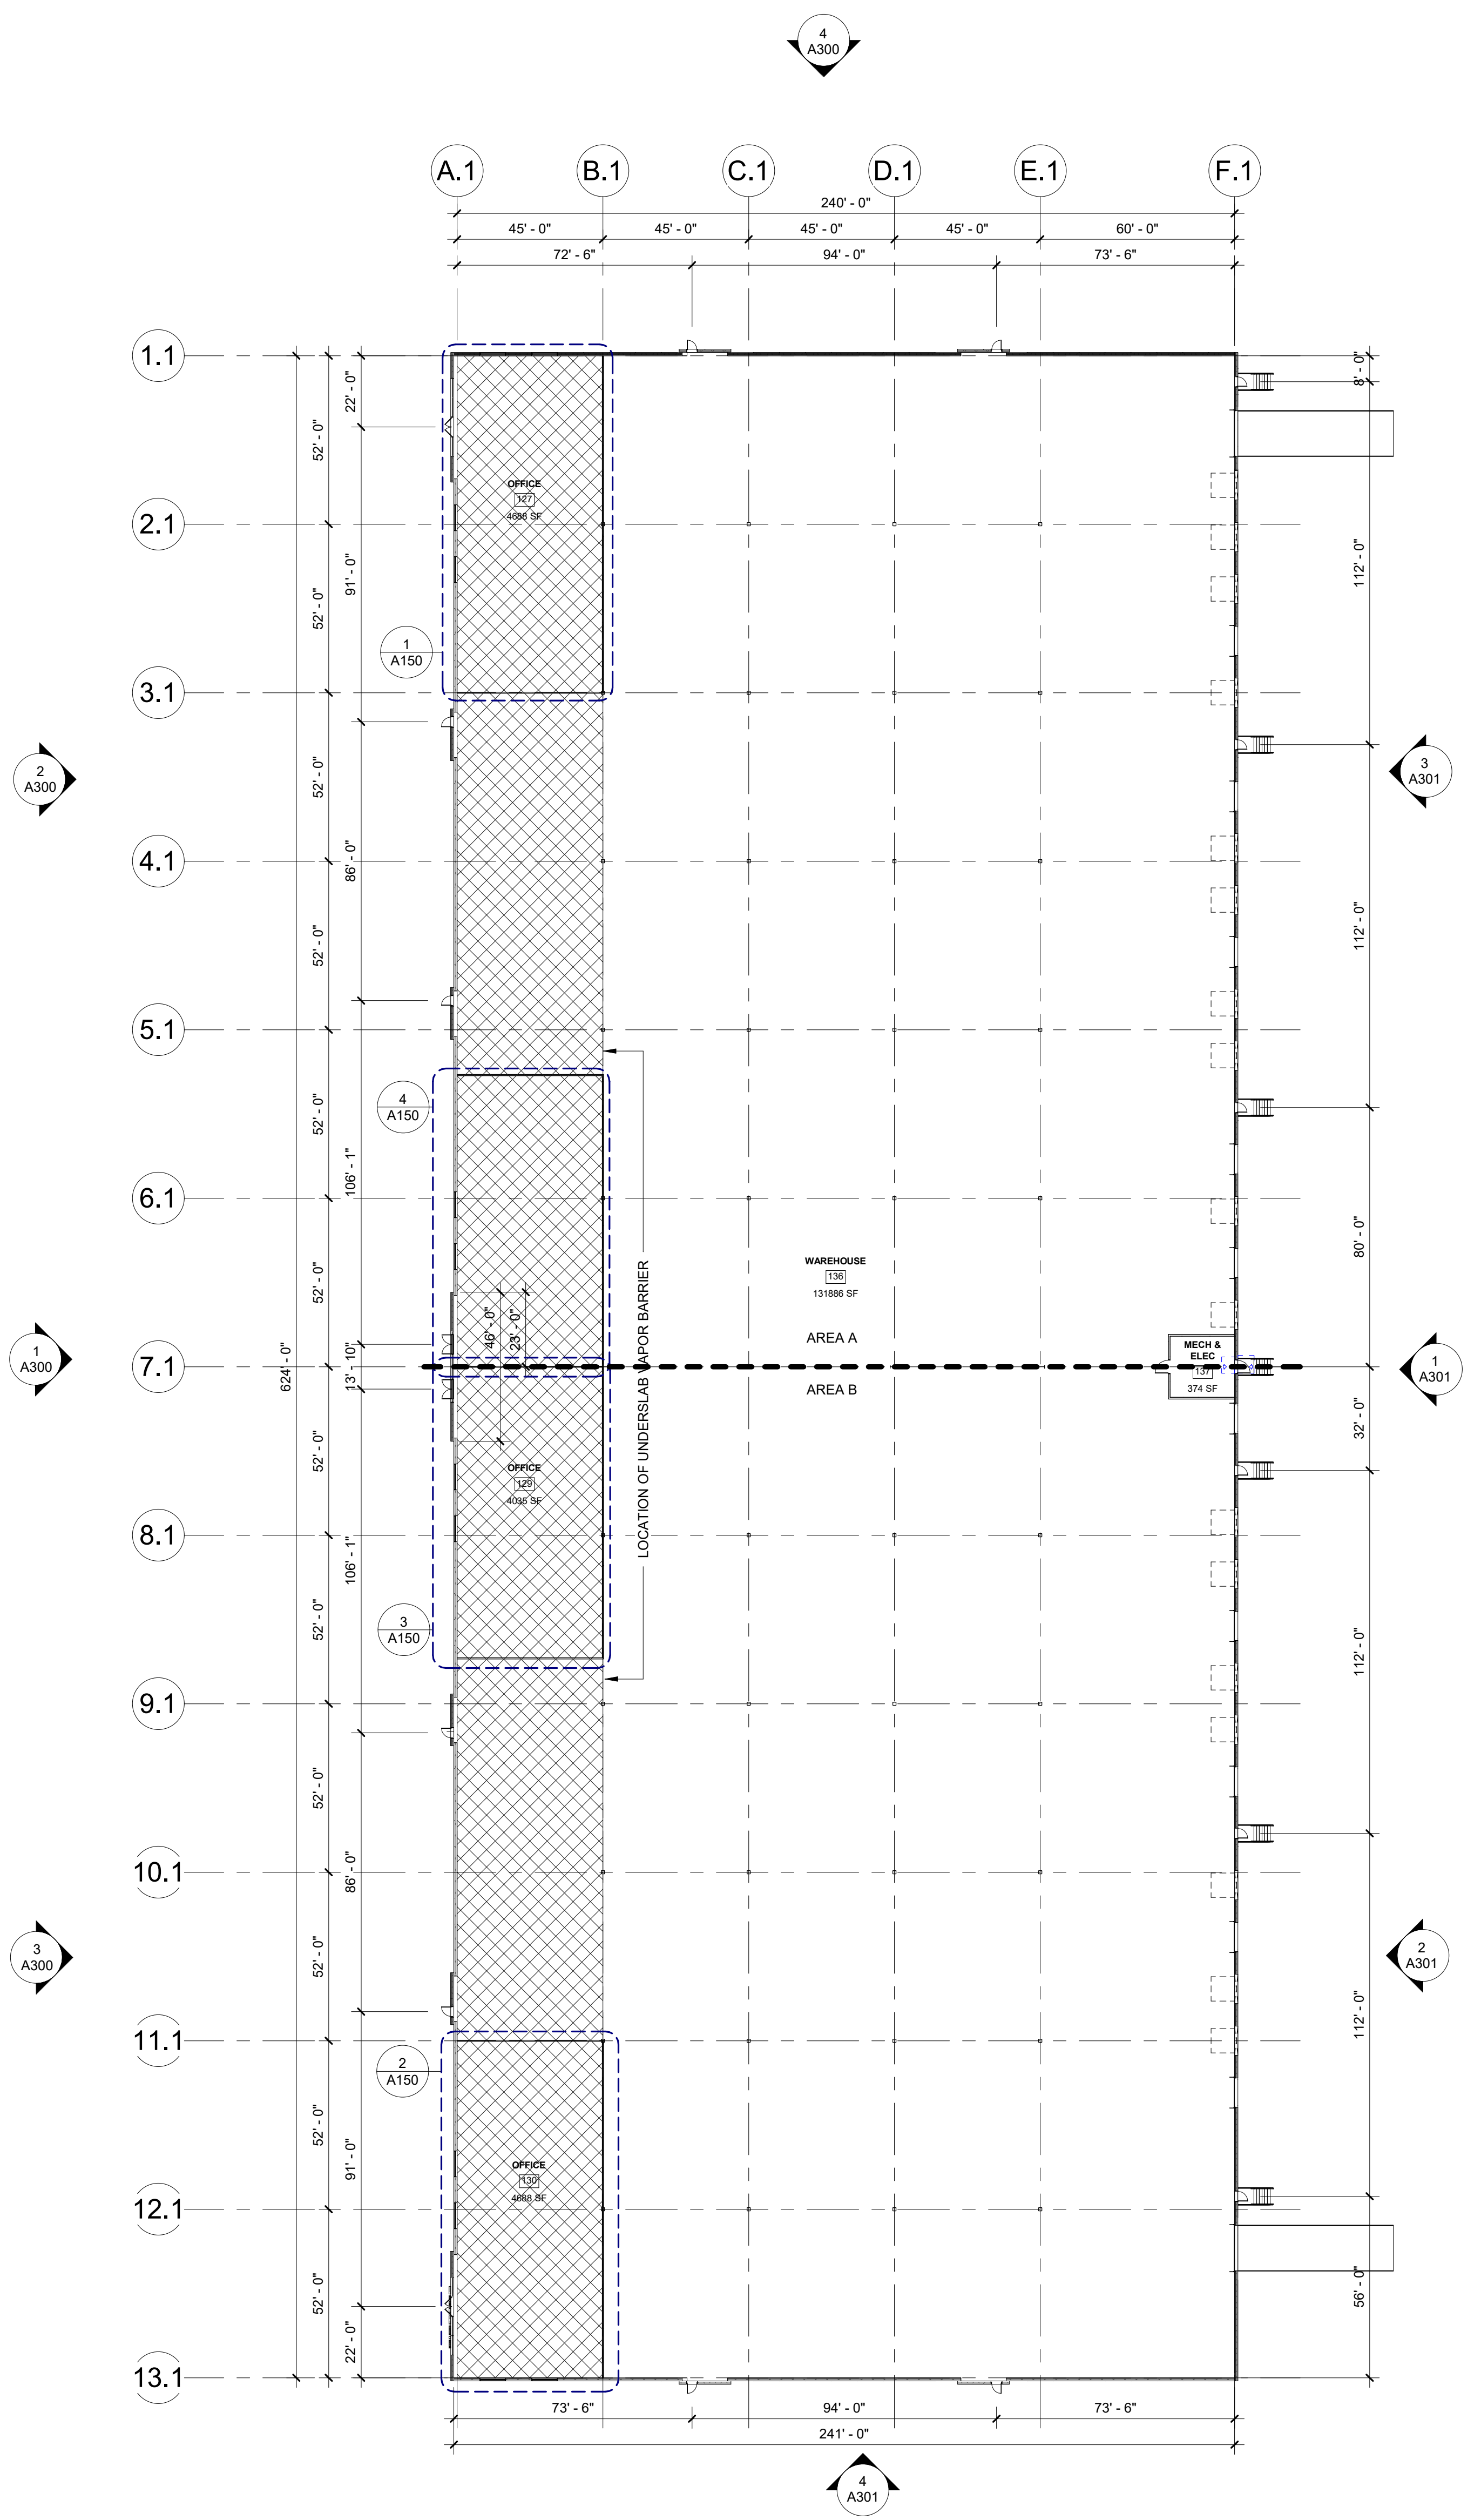 4
A300
A.1
B.1
C.1
D.1
E.1
F.1
240' - 0"
45' - 0"
45' - 0"
45' - 0"
45' - 0"
60' - 0"
72' - 6"
94' - 0"
73' - 6"
1.1
22' - 0"
8' - 0"
52' - 0"
OFFICE
127
4688 SF
2.1
91' - 0"
112' - 0"
52' - 0"
1
A150
3.1
2
A300
52' - 0"
3
A301
4.1
86' - 0"
52' - 0"
112' - 0"
5.1
4
A150
52' - 0"
106' - 1"
6.1
LOCATION OF UNDERSLAB VAPOR BARRIER
WAREHOUSE
136
131886 SF
80' - 0"
52' - 0"
46' - 0"
23' - 0"
AREA A
1
A300
624' - 0"
7.1
13' - 10"
MECH &
ELEC
137
374 SF
1
A301
AREA B
32' - 0"
52' - 0"
OFFICE
129
4035 SF
8.1
106' - 1"
52' - 0"
3
A150
112' - 0"
9.1
52' - 0"
10.1
86' - 0"
52' - 0"
3
A300
2
A301
112' - 0"
11.1
2
A150
52' - 0"
91' - 0"
OFFICE
130
4688 SF
12.1
52' - 0"
56' - 0"
22' - 0"
13.1
73' - 6"
94' - 0"
73' - 6"
241' - 0"
4
A301